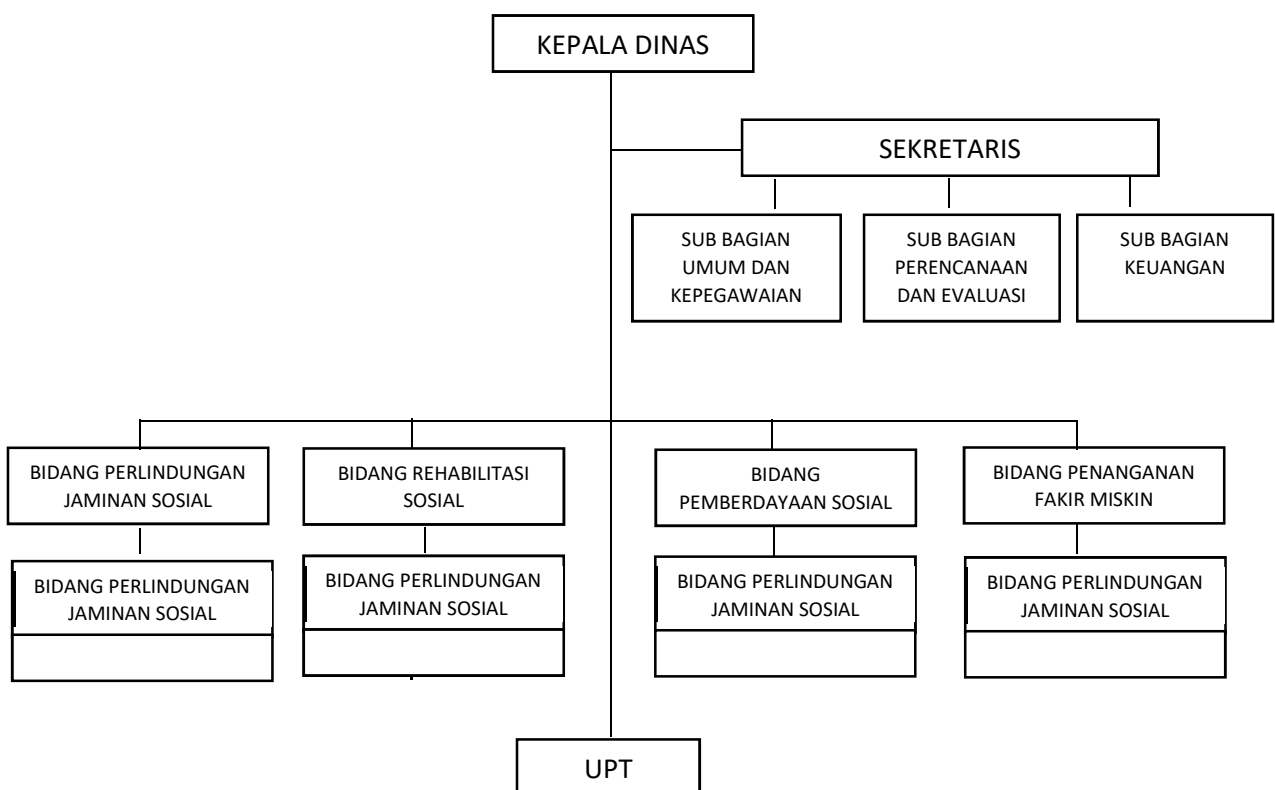 KEPALA DINAS
SEKRETARIS
SUB BAGIAN
UMUM DAN
KEPEGAWAIAN
SUB BAGIAN
PERENCANAAN
DAN EVALUASI
SUB BAGIAN
KEUANGAN
BIDANG PERLINDUNGAN
JAMINAN SOSIAL
BIDANG REHABILITASI
SOSIAL
BIDANG
PEMBERDAYAAN SOSIAL
BIDANG PENANGANAN
FAKIR MISKIN
BIDANG PERLINDUNGAN
JAMINAN SOSIAL
BIDANG PERLINDUNGAN
JAMINAN SOSIAL
BIDANG PERLINDUNGAN
JAMINAN SOSIAL
BIDANG PERLINDUNGAN
JAMINAN SOSIAL
UPT